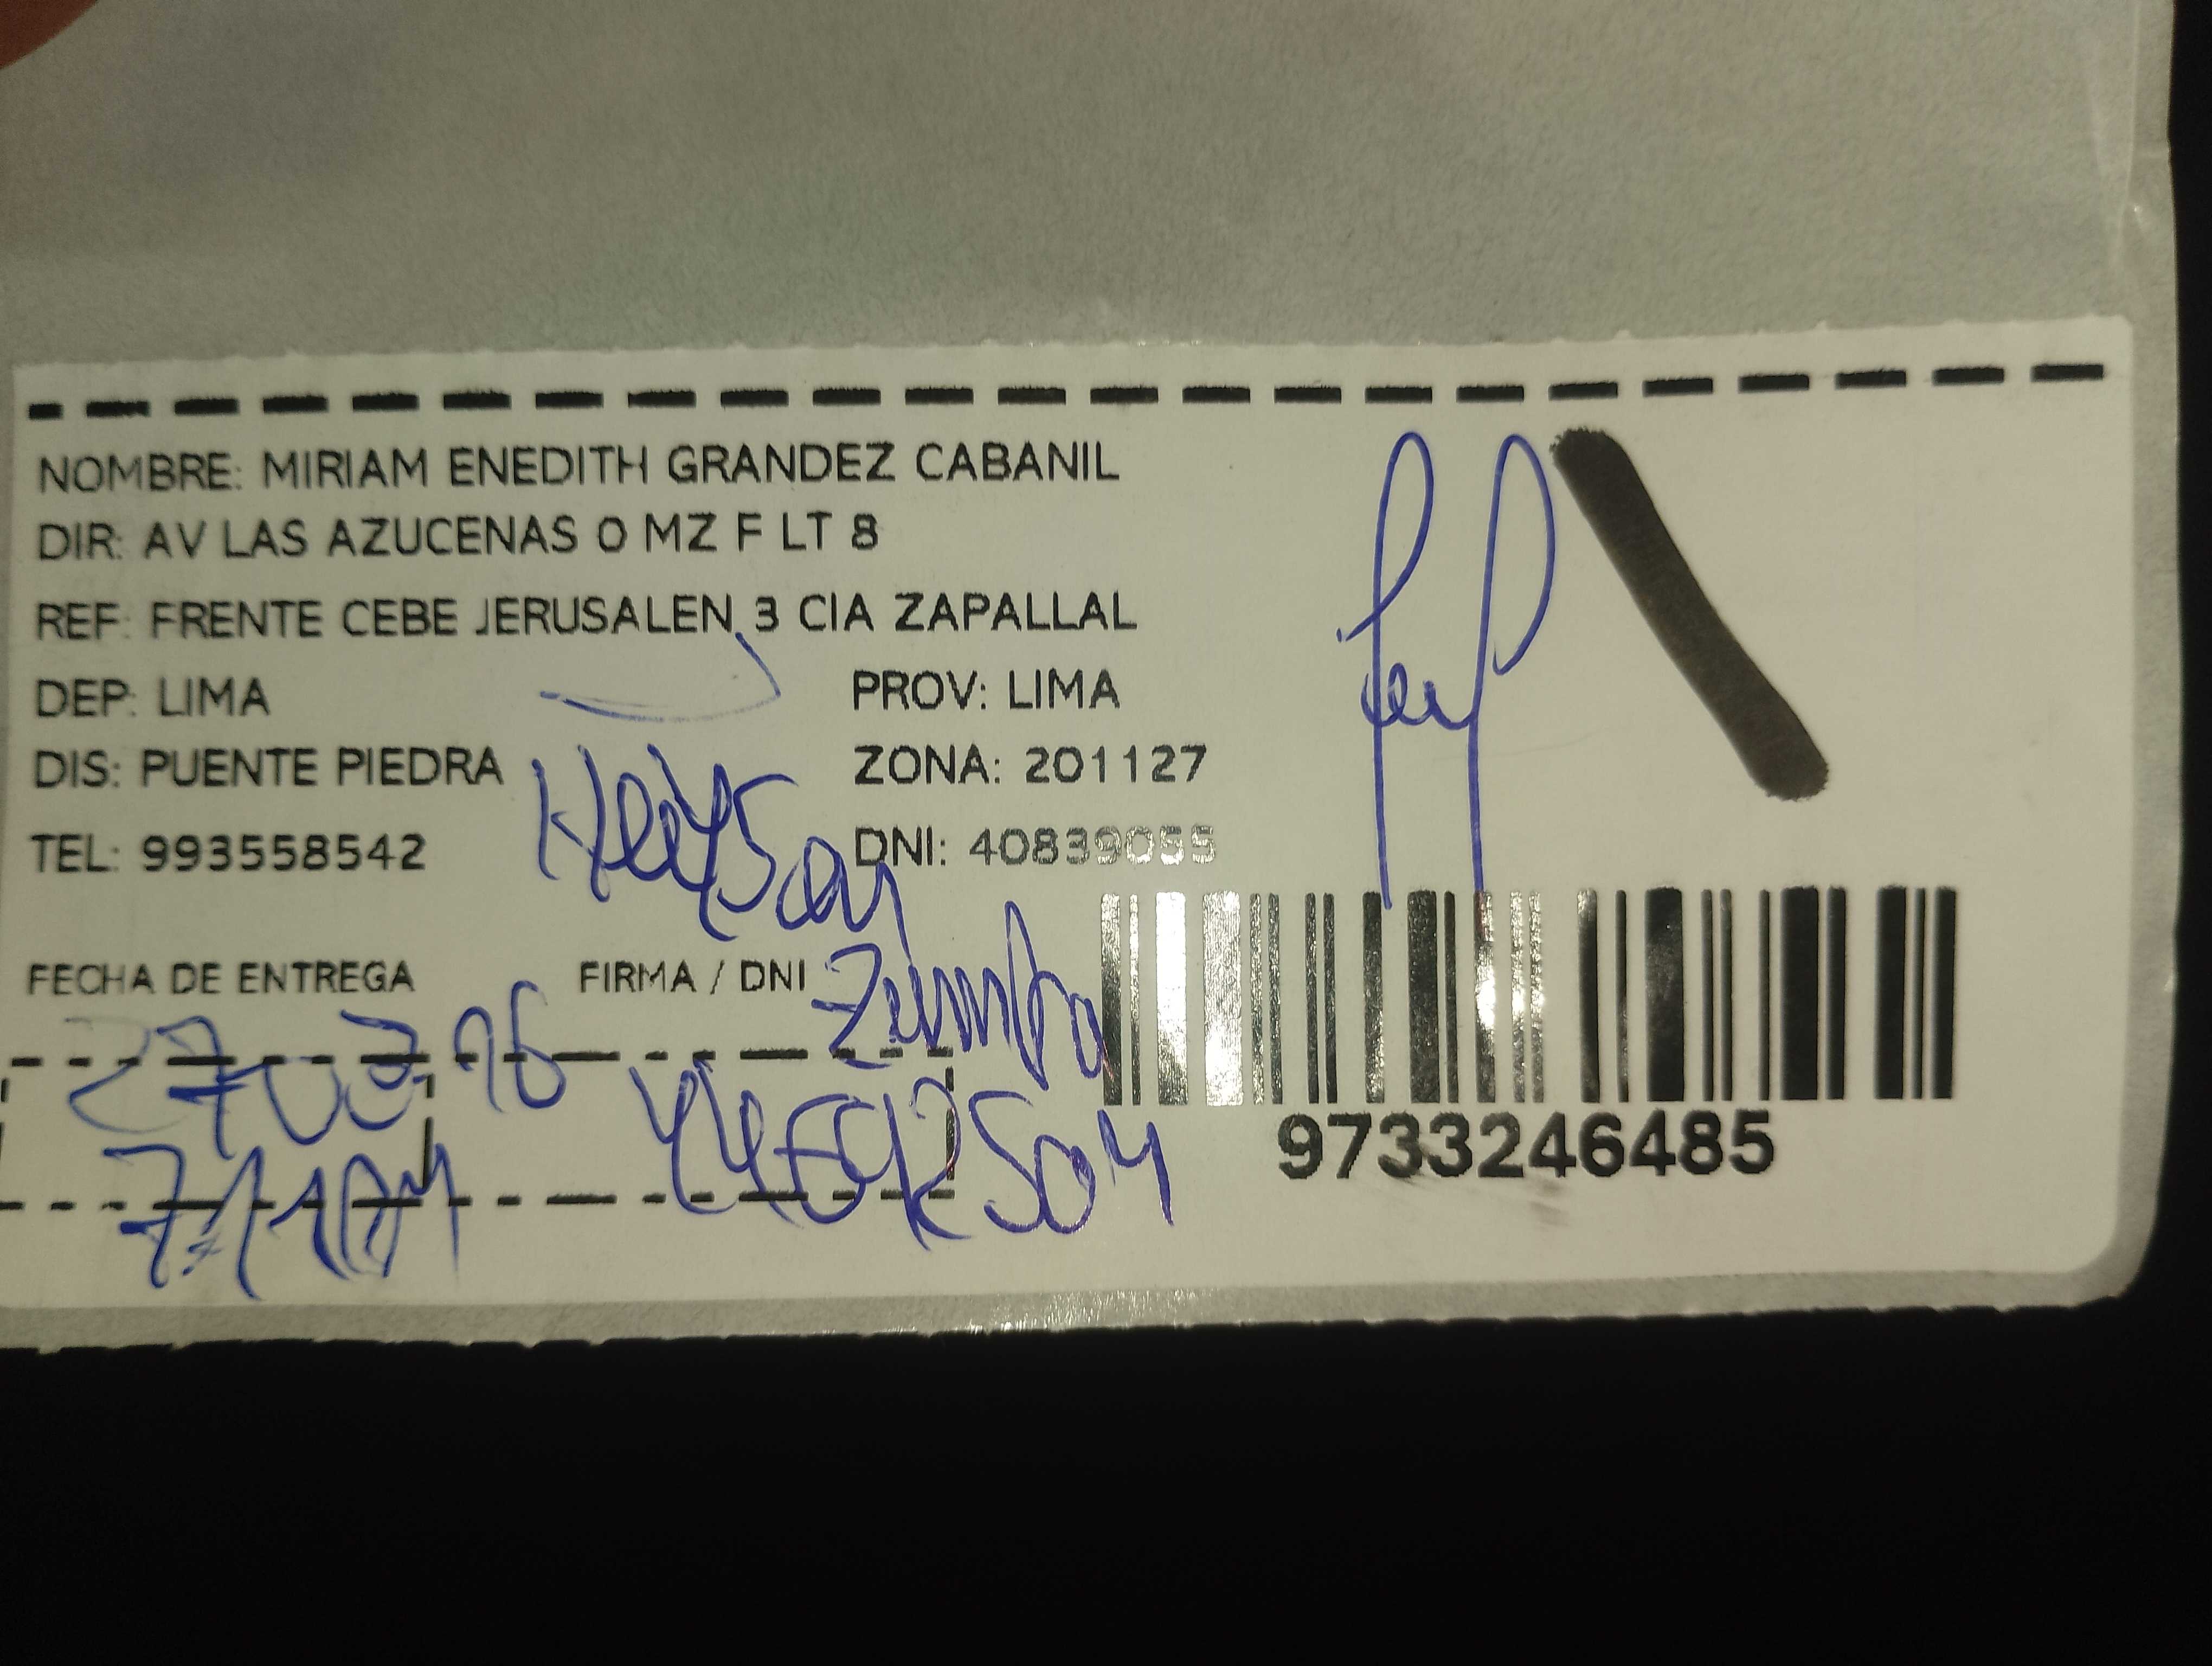 NOMBRE: MIRIAM ENEDITH GRANDEZ CABANIL
DIR: AV LAS AZUCENAS 0 MZ F LT 8
REF: FRENTE CEBE JERUSALEN 3 CIA ZAPALLAL
DEP: LIMA PROV: LIMA
DIS: PUENTE PIEDRA ZONA: 201127
TEL: 993558542 DNI: 40839055
FECHA DE ENTREGA FIRMA / DNI
Zumba
9733246485